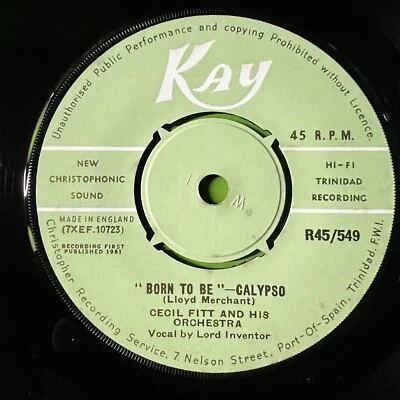 Unauthorised Public Performance and copying Prohibited without Licence.
Kay
45 R.P.M.
NEW
CHRISTOPHONIC
SOUND
HI-FI
TRINIDAD
RECORDING
MADE IN ENGLAND
(7XEF.10723)
RECORDING FIRST
PUBLISHED 1961
R45/549
"BORN TO BE"—CALYPSO
(Lloyd Merchant)
CECIL FITT AND HIS
ORCHESTRA
Vocal by Lord Inventor
Christopher Recording Service, 7, Nelson Street, Port-Of-Spain, Trinidad, F.W.I.